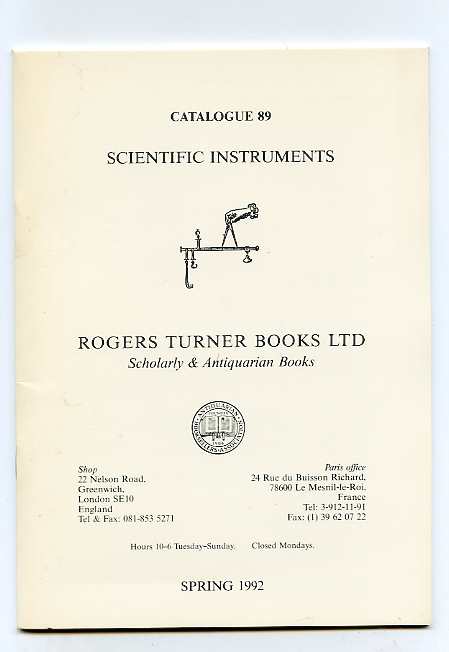 CATALOGUE 89
SCIENTIFIC INSTRUMENTS
ROGERS TURNER BOOKS LTD
Scholarly & Antiquarian Books
ANTIQUARIAN BOOKSELLERS ASSOCIATION
Shop
22 Nelson Road,
Greenwich,
London SE10
England
Tel & Fax: 081-853 5271
Paris office
24 Rue du Buisson Richard,
78600 Le Mesnil-le-Roi,
France
Tel: 3-912-11-91
Fax: (1) 39 62 07 22
Hours 10–6 Tuesday–Sunday. Closed Mondays.
SPRING 1992